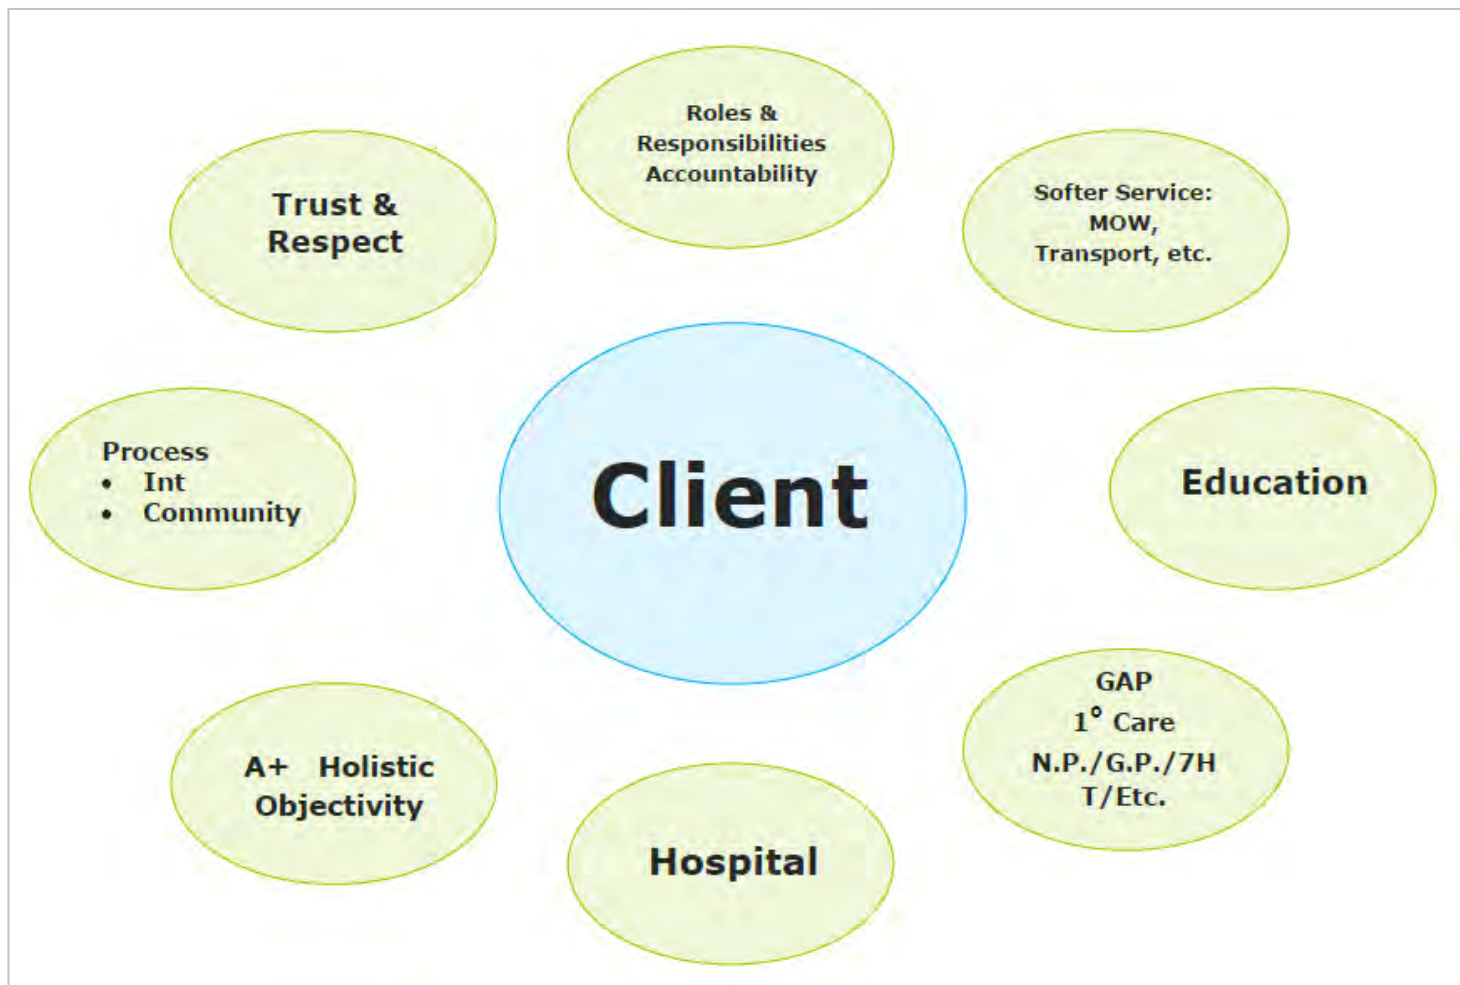 Roles &
Responsibilities
Accountability
Trust &
Respect
Softer Service:
MOW,
Transport, etc.
Process
• Int
• Community
Client
Education
GAP
1° Care
N.P./G.P./7H
T/Etc.
A+ Holistic
Objectivity
Hospital